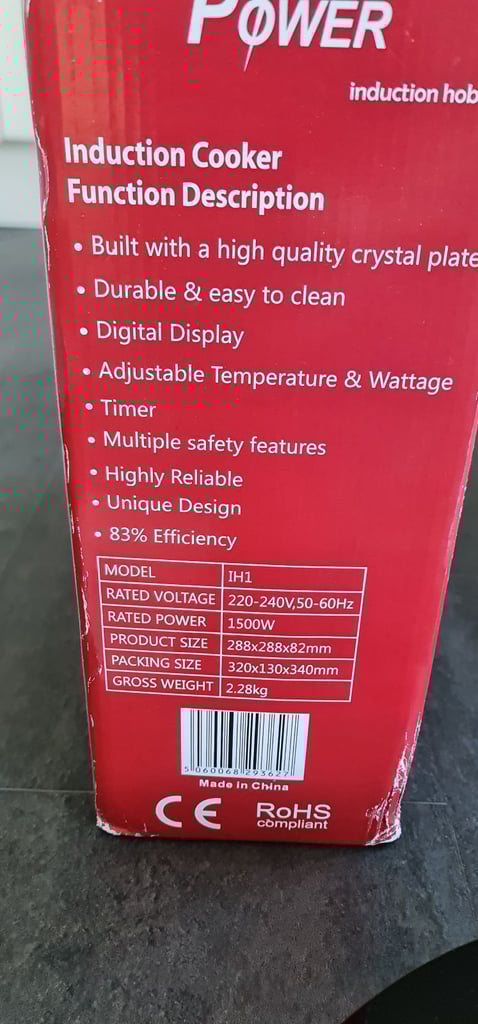 POWER
induction hob
Induction Cooker
Function Description
• Built with a high quality crystal plate
• Durable & easy to clean
• Digital Display
• Adjustable Temperature & Wattage
• Timer
• Multiple safety features
• Highly Reliable
• Unique Design
• 83% Efficiency
MODEL IH1
RATED VOLTAGE 220-240V,50-60Hz
RATED POWER 1500W
PRODUCT SIZE 288x288x82mm
PACKING SIZE 320x130x340mm
GROSS WEIGHT 2.28kg
5 060068 293627
Made in China
CE RoHS
compliant